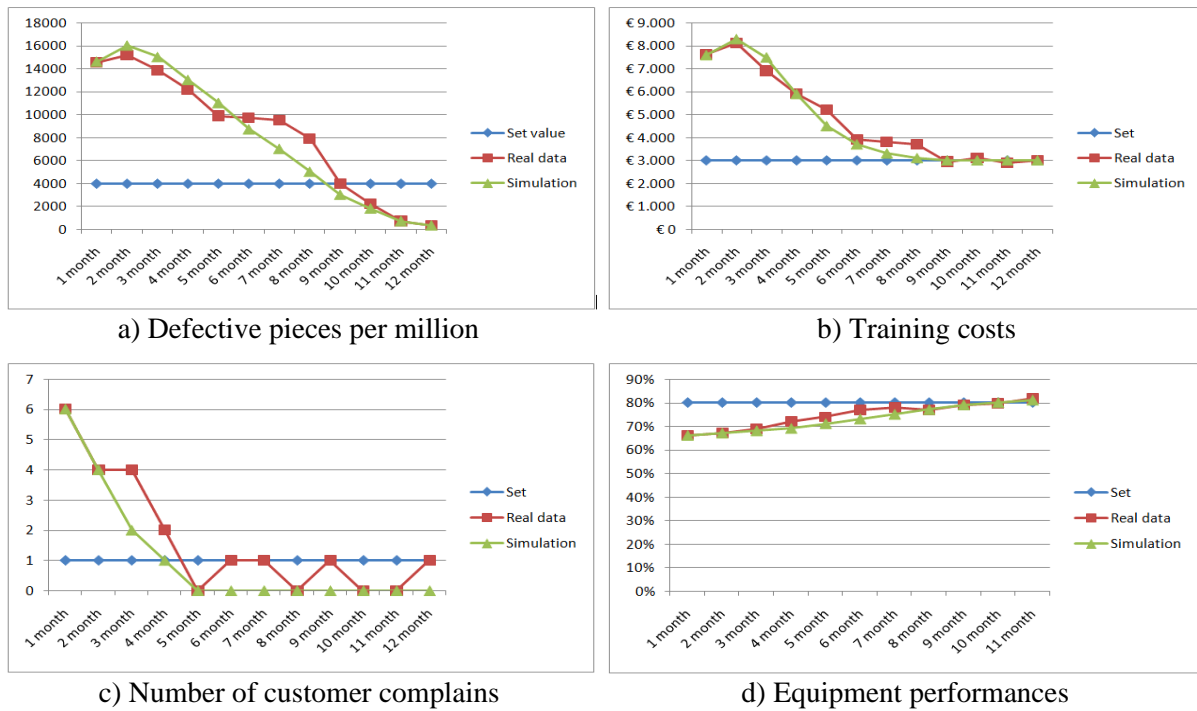 18000
16000
14000
12000
10000
8000
6000
4000
2000
0
1 month
2 month
3 month
4 month
5 month
6 month
7 month
8 month
9 month
10 month
11 month
12 month
Set value
Real data
Simulation
a) Defective pieces per million
€ 9.000
€ 8.000
€ 7.000
€ 6.000
€ 5.000
€ 4.000
€ 3.000
€ 2.000
€ 1.000
€ 0
1 month
2 month
3 month
4 month
5 month
6 month
7 month
8 month
9 month
10 month
11 month
12 month
Set
Real data
Simulation
b) Training costs
7
6
5
4
3
2
1
0
1 month
2 month
3 month
4 month
5 month
6 month
7 month
8 month
9 month
10 month
11 month
12 month
Set
Real data
Simulation
c) Number of customer complains
90%
80%
70%
60%
50%
40%
30%
20%
10%
0%
1 month
2 month
3 month
4 month
5 month
6 month
7 month
8 month
9 month
10 month
11 month
Set
Real data
Simulation
d) Equipment performances